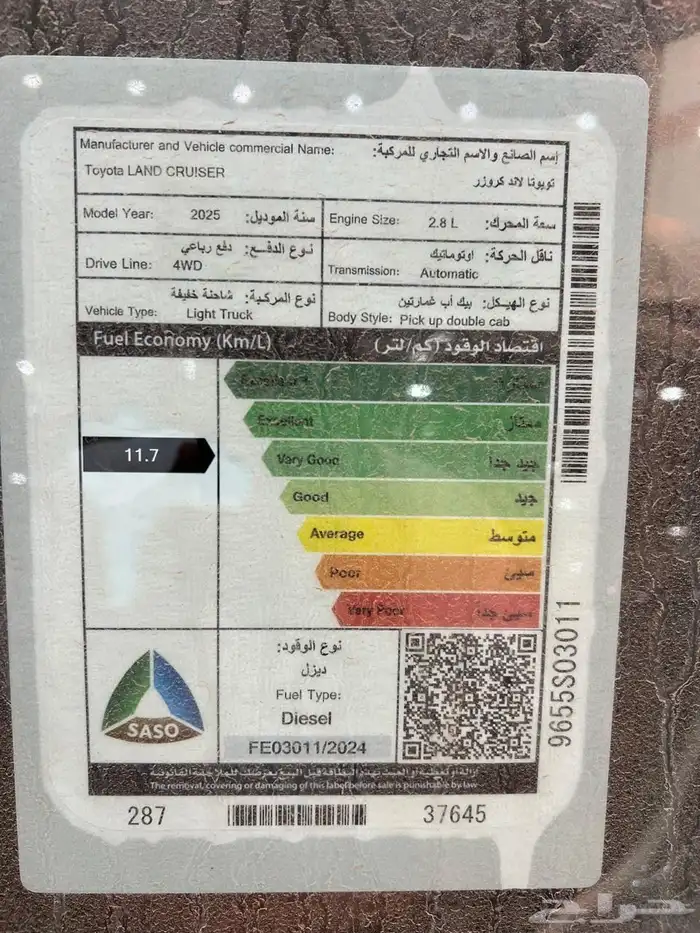 Manufacturer and Vehicle commercial Name: إسم الصانع والاسم التجاري للمركبة:
Toyota LAND CRUISER تويوتا لاند كروزر
Model Year: 2025 سنة الموديل: Engine Size: 2.8 L سعة المحرك:
نوع الدفع: دفع رباعي
Drive Line: 4WD
ناقل الحركة: اوتوماتيك
Transmission: Automatic
نوع المركبة: شاحنة خفيفة
Vehicle Type: Light Truck
نوع الهيكل: بيك أب غمارتين
Body Style: Pick up double cab
Fuel Economy (Km/L) اقتصاد الوقود (كم/لتر)
Excellent ممتاز
11.7
Very Good جيد جدا
Good جيد
Average متوسط
Poor سيئ
Very Poor سيئ جدا
نوع الوقود:
ديزل
Fuel Type:
Diesel
FE03011/2024
SASO
The removal, covering or damaging of this label before sale is punishable by law
287 37645
9655S03011
حراج